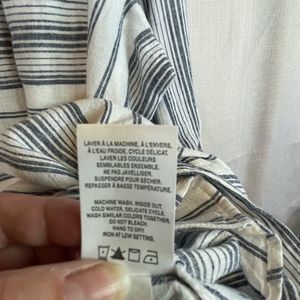 LAVER À LA MACHINE, À L'ENVERS,
À L'EAU FROIDE, CYCLE DÉLICAT,
LAVER LES COULEURS
SEMBLABLES ENSEMBLE.
NE PAS JAVELLISER.
SUSPENDRE POUR SÉCHER.
REPASSER À BASSE TEMPÉRATURE.
MACHINE WASH, INSIDE OUT,
COLD WATER, DELICATE CYCLE,
WASH SIMILAR COLORS TOGETHER,
DO NOT BLEACH.
HANG TO DRY.
IRON AT LOW SETTING.